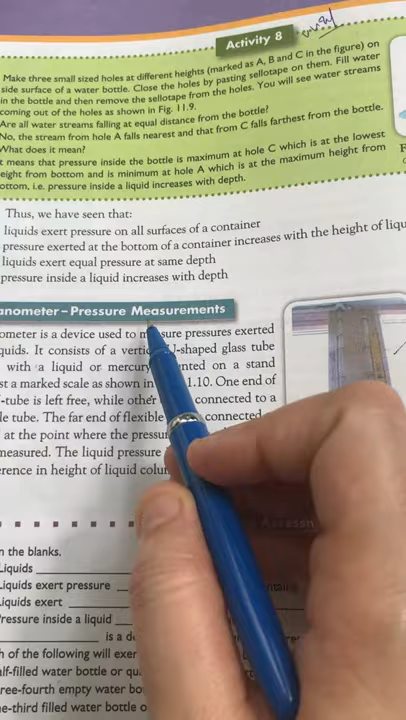 Activity 8
Make three small sized holes at different heights (marked as A, B and C in the figure) on
side surface of a water bottle. Close the holes by pasting sellotape on them. Fill water
in the bottle and then remove the sellotape from the holes. You will see water streams
coming out of the holes as shown in Fig. 11.9.
Are all water streams falling at equal distance from the bottle?
No, the stream from hole A falls nearest and that from C falls farthest from the bottle.
What does it mean?
t means that pressure inside the bottle is maximum at hole C which is at the lowest
eight from bottom and is minimum at hole A which is at the maximum height from
ottom, i.e. pressure inside a liquid increases with depth.
Thus, we have seen that:
liquids exert pressure on all surfaces of a container
pressure exerted at the bottom of a container increases with the height of liqu
liquids exert equal pressure at same depth
pressure inside a liquid increases with depth
anometer – Pressure Measurements
ometer is a device used to measure pressures exerted
quids. It consists of a vertic U-shaped glass tube
with a liquid or mercury nted on a stand
st a marked scale as shown in 1.10. One end of
-tube is left free, while other connected to a
le tube. The far end of flexible connected
at the point where the pressu
measured. The liquid pressure
erence in height of liquid colu
Assessm
n the blanks.
Liquids
Liquids exert pressure
Liquids exert
Pressure inside a liquid
is a de
h of the following will exer
alf-filled water bottle or qu
ree-fourth empty water bo
ne-third filled water bottle o